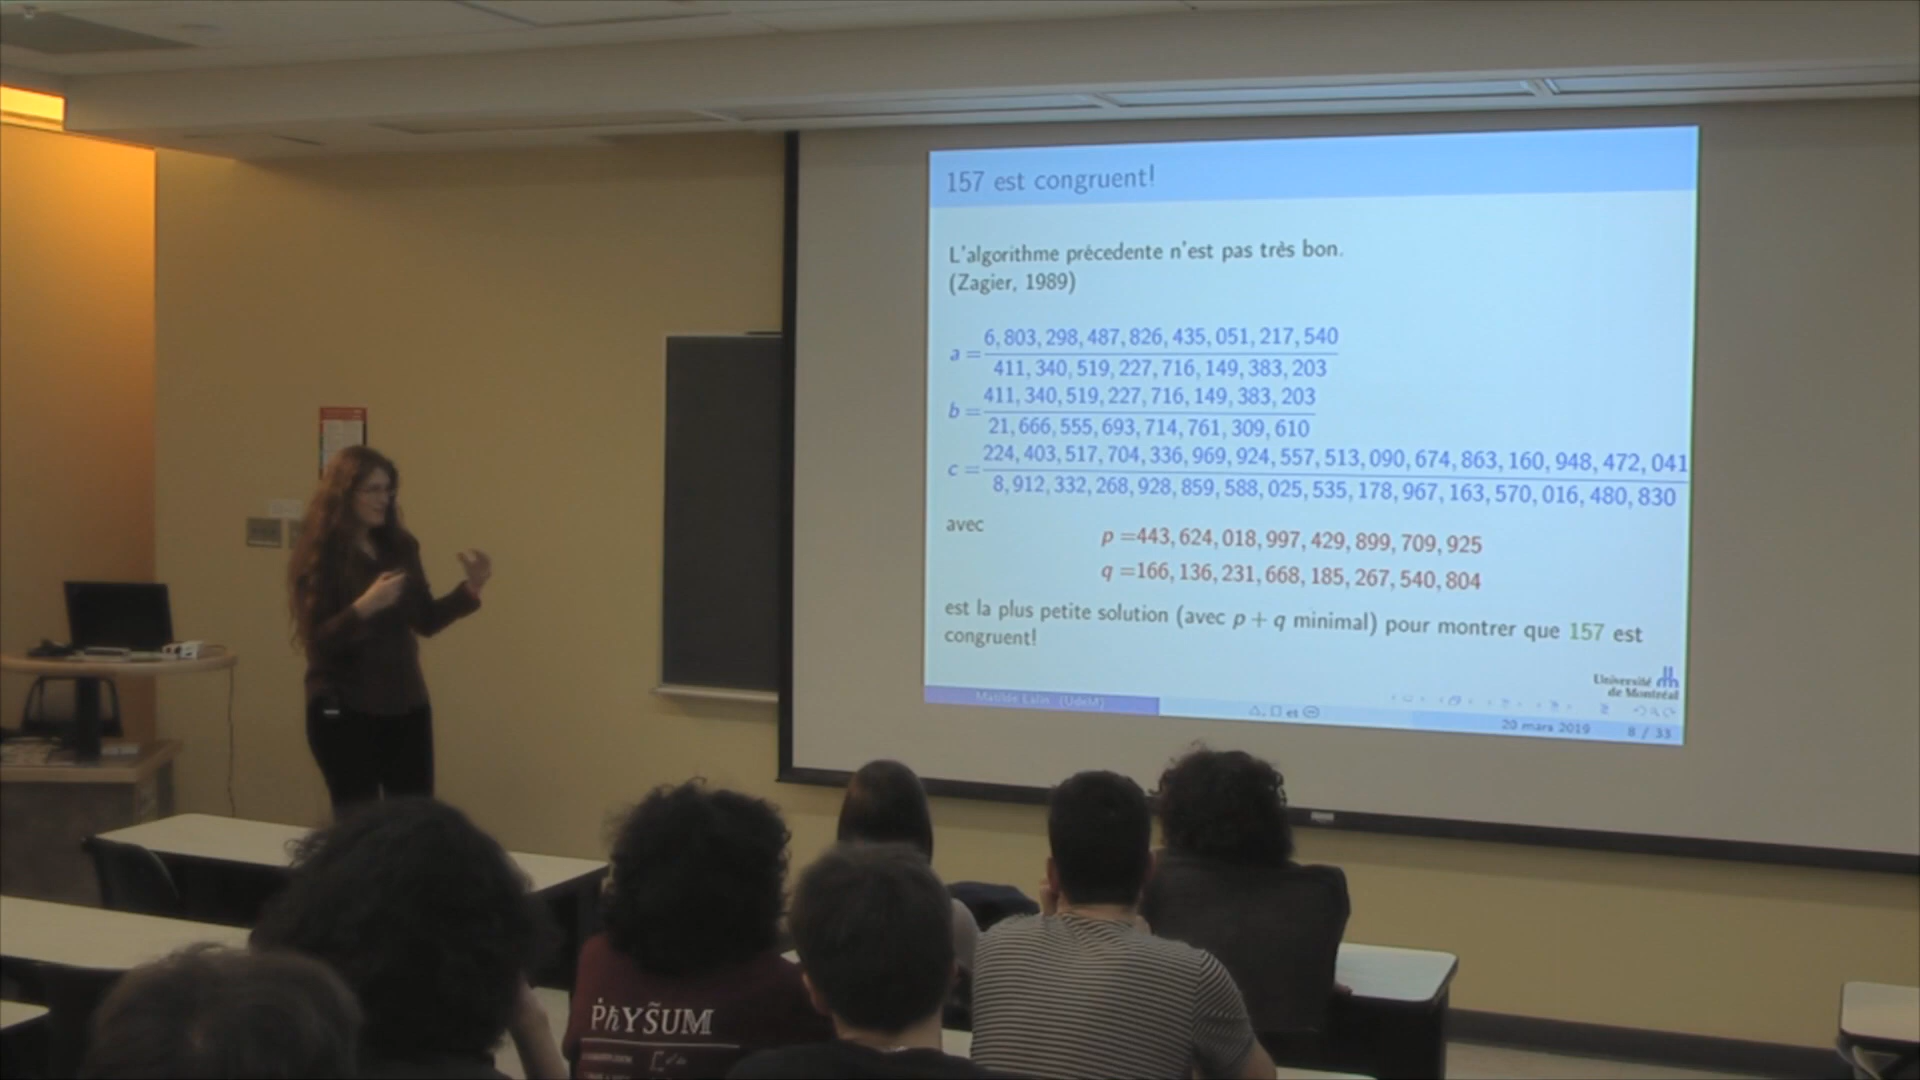 157 est congruent!
L'algorithme précedente n'est pas très bon.
(Zagier, 1989)
a = 6, 803, 298, 487, 826, 435, 051, 217, 540
411, 340, 519, 227, 716, 149, 383, 203
b = 411, 340, 519, 227, 716, 149, 383, 203
21, 666, 555, 693, 714, 761, 309, 610
c = 224, 403, 517, 704, 336, 969, 924, 557, 513, 090, 674, 863, 160, 948, 472, 041
8, 912, 332, 268, 928, 859, 588, 025, 535, 178, 967, 163, 570, 016, 480, 830
avec
p =443, 624, 018, 997, 429, 899, 709, 925
q =166, 136, 231, 668, 185, 267, 540, 804
est la plus petite solution (avec p + q minimal) pour montrer que 157 est
congruent!
Université
de Montréal
Matilde Lalín (UdeM)
△, □ et
20 mars 2019
8 / 33
ṖℏYS̃UM